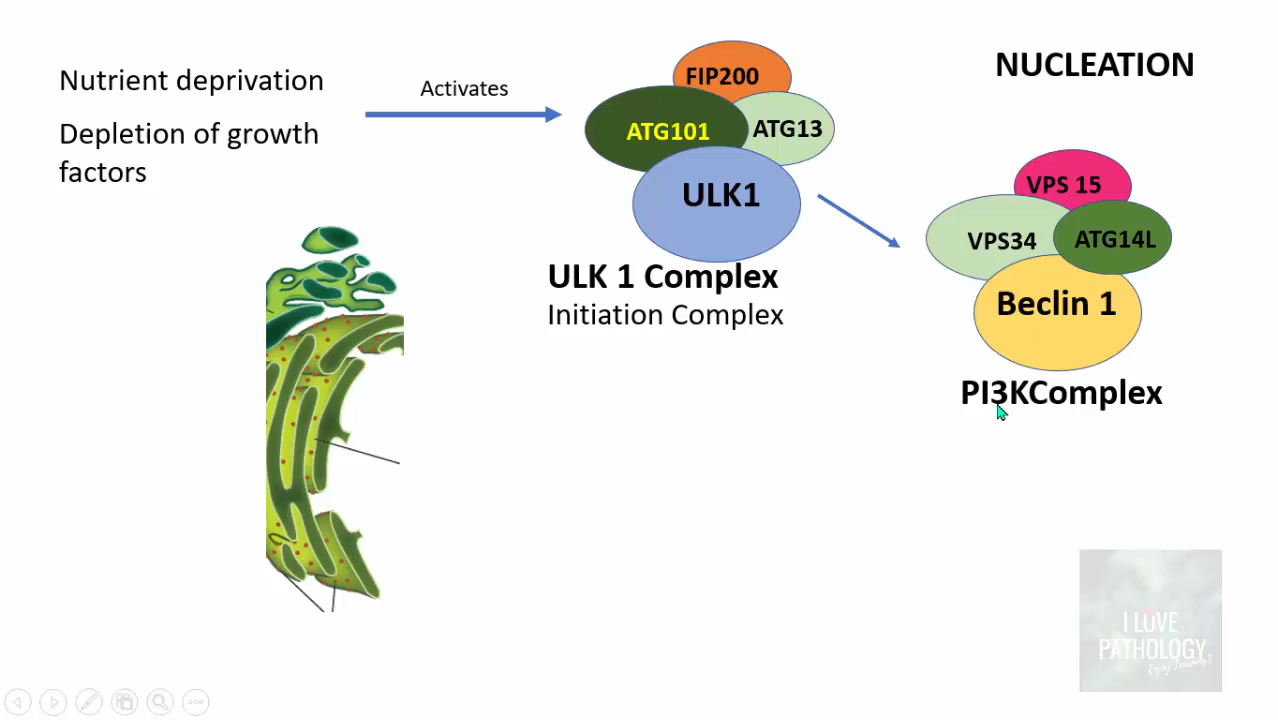 Nutrient deprivation
Depletion of growth
factors
Activates
FIP200
ATG101
ATG13
ULK1
ULK 1 Complex
Initiation Complex
NUCLEATION
VPS 15
VPS34
ATG14L
Beclin 1
PI3KComplex
I LOVE
PATHOLOGY